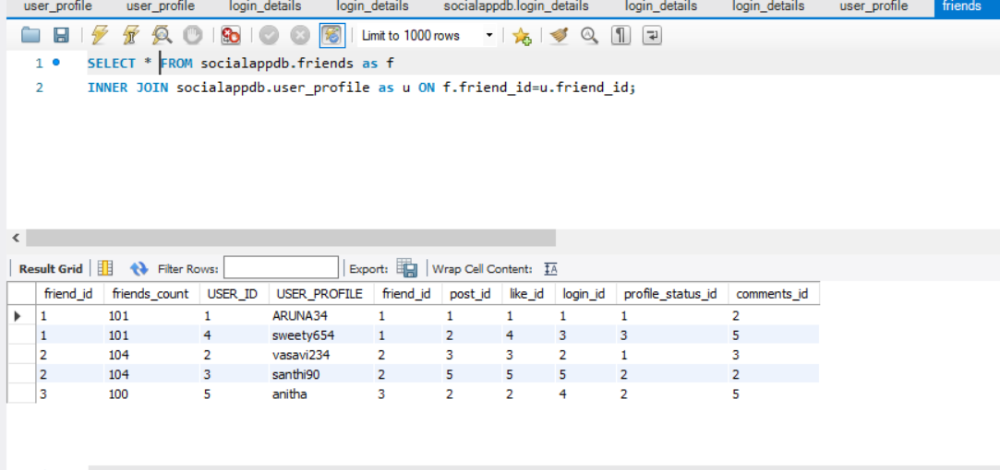 user_profile user_profile login_details login_details socialappdb.login_details login_details login_details user_profile friends
Limit to 1000 rows
1 SELECT * FROM socialappdb.friends as f
2 INNER JOIN socialappdb.user_profile as u ON f.friend_id=u.friend_id;
Result Grid Filter Rows: Export: Wrap Cell Content: IA
friend_id friends_count USER_ID USER_PROFILE friend_id post_id like_id login_id profile_status_id comments_id
1 101 1 ARUNA34 1 1 1 1 1 2
1 101 4 sweety654 1 2 4 3 3 5
2 104 2 vasavi234 2 3 3 2 1 3
2 104 3 santhi90 2 5 5 5 2 2
3 100 5 anitha 3 2 2 4 2 5